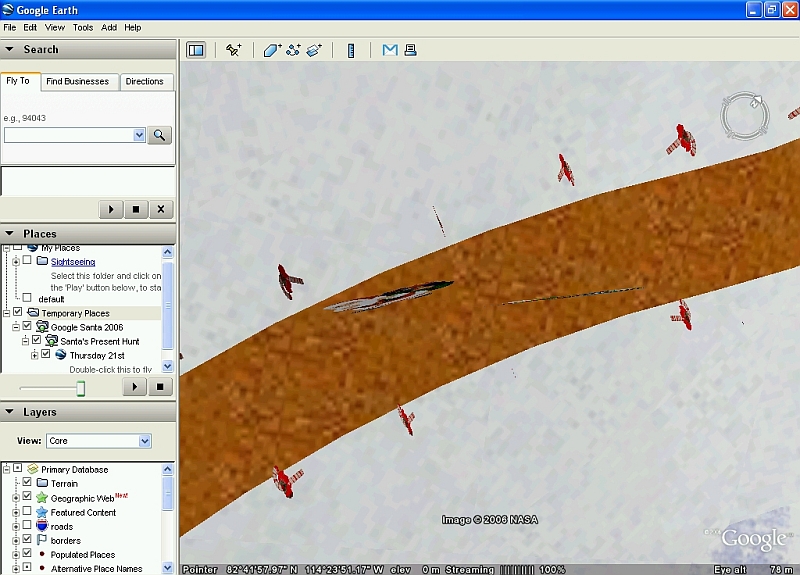 Google Earth
File Edit View Tools Add Help
Search
Fly To Find Businesses Directions
e.g., 94043
Places
My Places
Sightseeing
Select this folder and click on
the 'Play' button below, to sta
default
Temporary Places
Google Santa 2006
Santa's Present Hunt
Thursday 21st
Double-click this to fly
Layers
View: Core
Primary Database
Terrain
Geographic Web New!
Featured Content
roads
borders
Populated Places
Alternative Place Names
Image © 2006 NASA
Google
Pointer 82°41'57.97" N 114°23'51.17" W elev 0 m Streaming ||||||||| 100% Eye alt 78 m